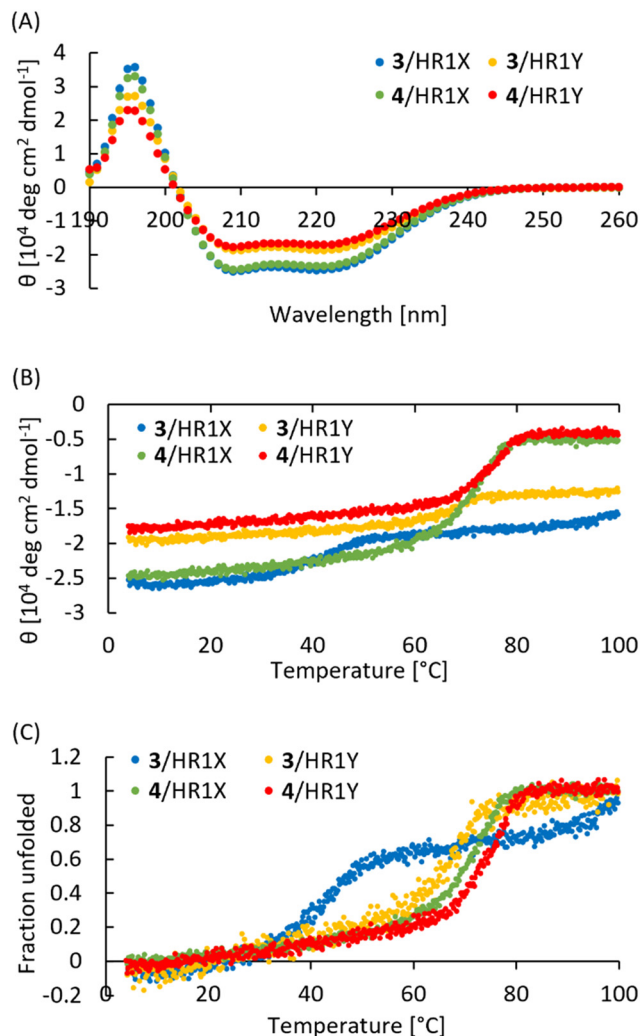 (A)
3/HR1X 3/HR1Y
4/HR1X 4/HR1Y
4
3
2
1
0
-1
-2
-3
190 200 210 220 230 240 250 260
θ [10⁴ deg cm² dmol⁻¹]
Wavelength [nm]
(B)
0
-0.5
-1
-1.5
-2
-2.5
-3
3/HR1X 3/HR1Y
4/HR1X 4/HR1Y
θ [10⁴ deg cm² dmol⁻¹]
0 20 40 60 80 100
Temperature [°C]
(C)
1.2
1
0.8
0.6
0.4
0.2
0
-0.2
3/HR1X 3/HR1Y
4/HR1X 4/HR1Y
Fraction unfolded
0 20 40 60 80 100
Temperature [°C]